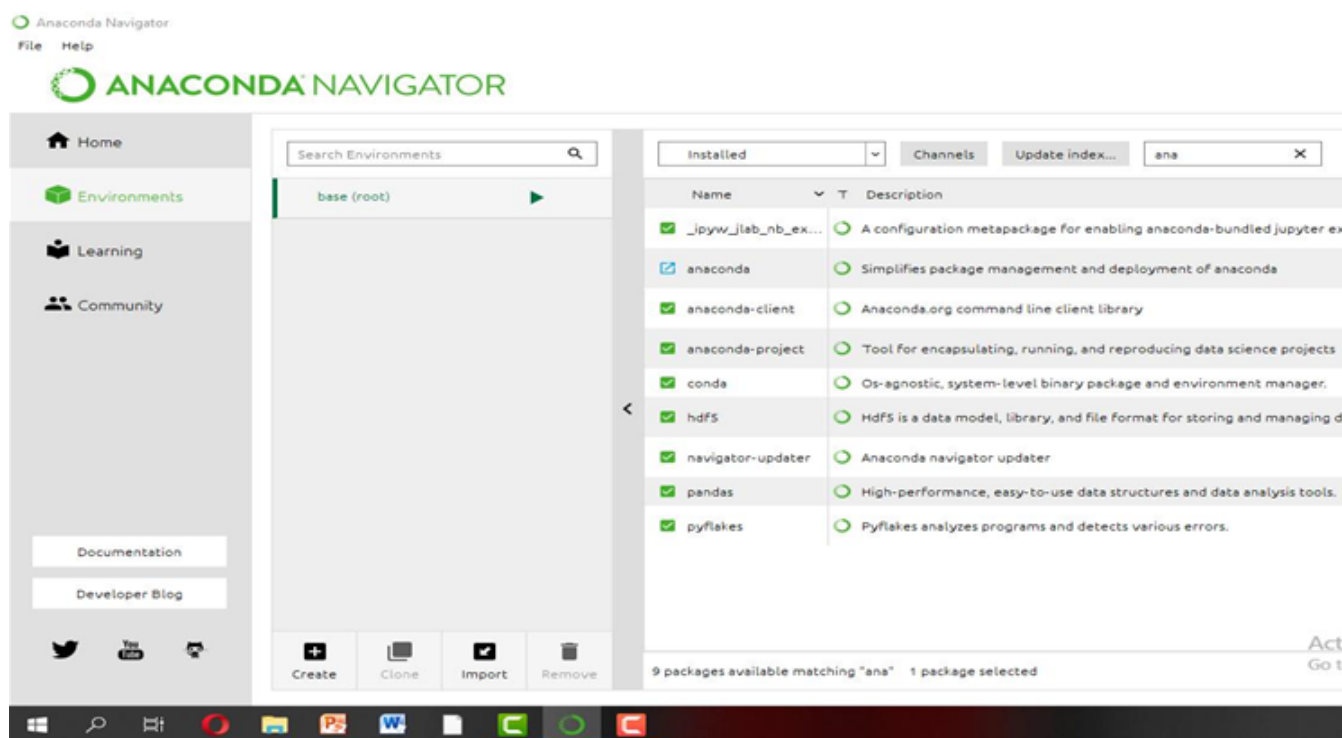 Anaconda Navigator
File Help
ANACONDA NAVIGATOR
Home
Environments
Learning
Community
Documentation
Developer Blog
You
Tube
Search Environments
base (root)
Create Clone Import Remove
Installed Channels Update index... ana
Name T Description
_ipyw_jlab_nb_ex... A configuration metapackage for enabling anaconda-bundled jupyter ex
anaconda Simplifies package management and deployment of anaconda
anaconda-client Anaconda.org command line client library
anaconda-project Tool for encapsulating, running, and reproducing data science projects
conda Os-agnostic, system-level binary package and environment manager.
hdf5 Hdf5 is a data model, library, and file format for storing and managing d
navigator-updater Anaconda navigator updater
pandas High-performance, easy-to-use data structures and data analysis tools.
pyflakes Pyflakes analyzes programs and detects various errors.
9 packages available matching "ana" 1 package selected
Act
Go t